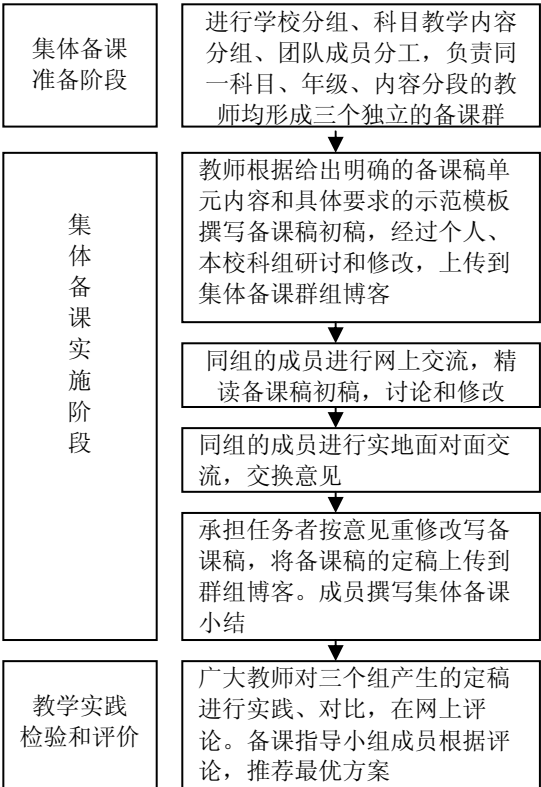 集体备课
准备阶段
进行学校分组、科目教学内容
分组、团队成员分工，负责同
一科目、年级、内容分段的教
师均形成三个独立的备课群
集
体
备
课
实
施
阶
段
教师根据给出明确的备课稿单
元内容和具体要求的示范模板
撰写备课稿初稿，经过个人、
本校科组研讨和修改，上传到
集体备课群组博客
同组的成员进行网上交流，精
读备课稿初稿，讨论和修改
同组的成员进行实地面对面交
流，交换意见
承担任务者按意见重修改写备
课稿，将备课稿的定稿上传到
群组博客。成员撰写集体备课
小结
教学实践
检验和评价
广大教师对三个组产生的定稿
进行实践、对比，在网上评
论。备课指导小组成员根据评
论，推荐最优方案